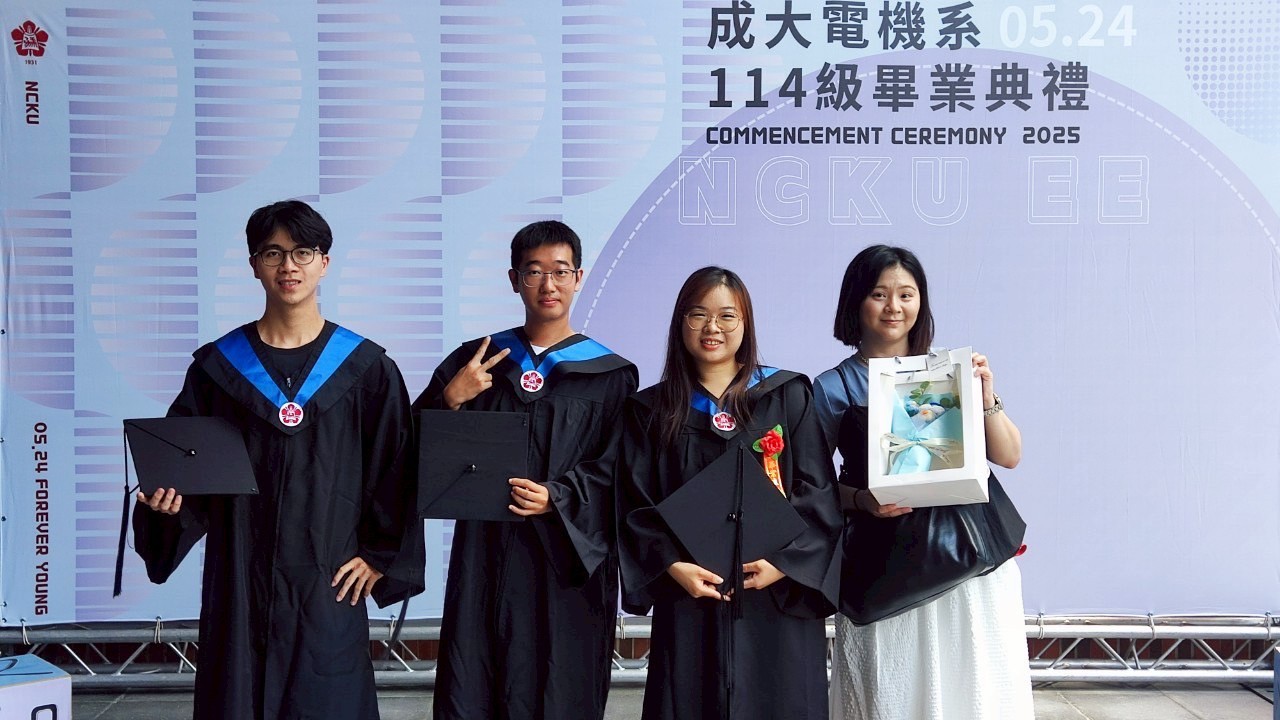 成大電機系 05.24
114級畢業典禮
COMMENCEMENT CEREMONY 2025
NCKU EE
1931
NCKU
05.24 FOREVER YOUNG